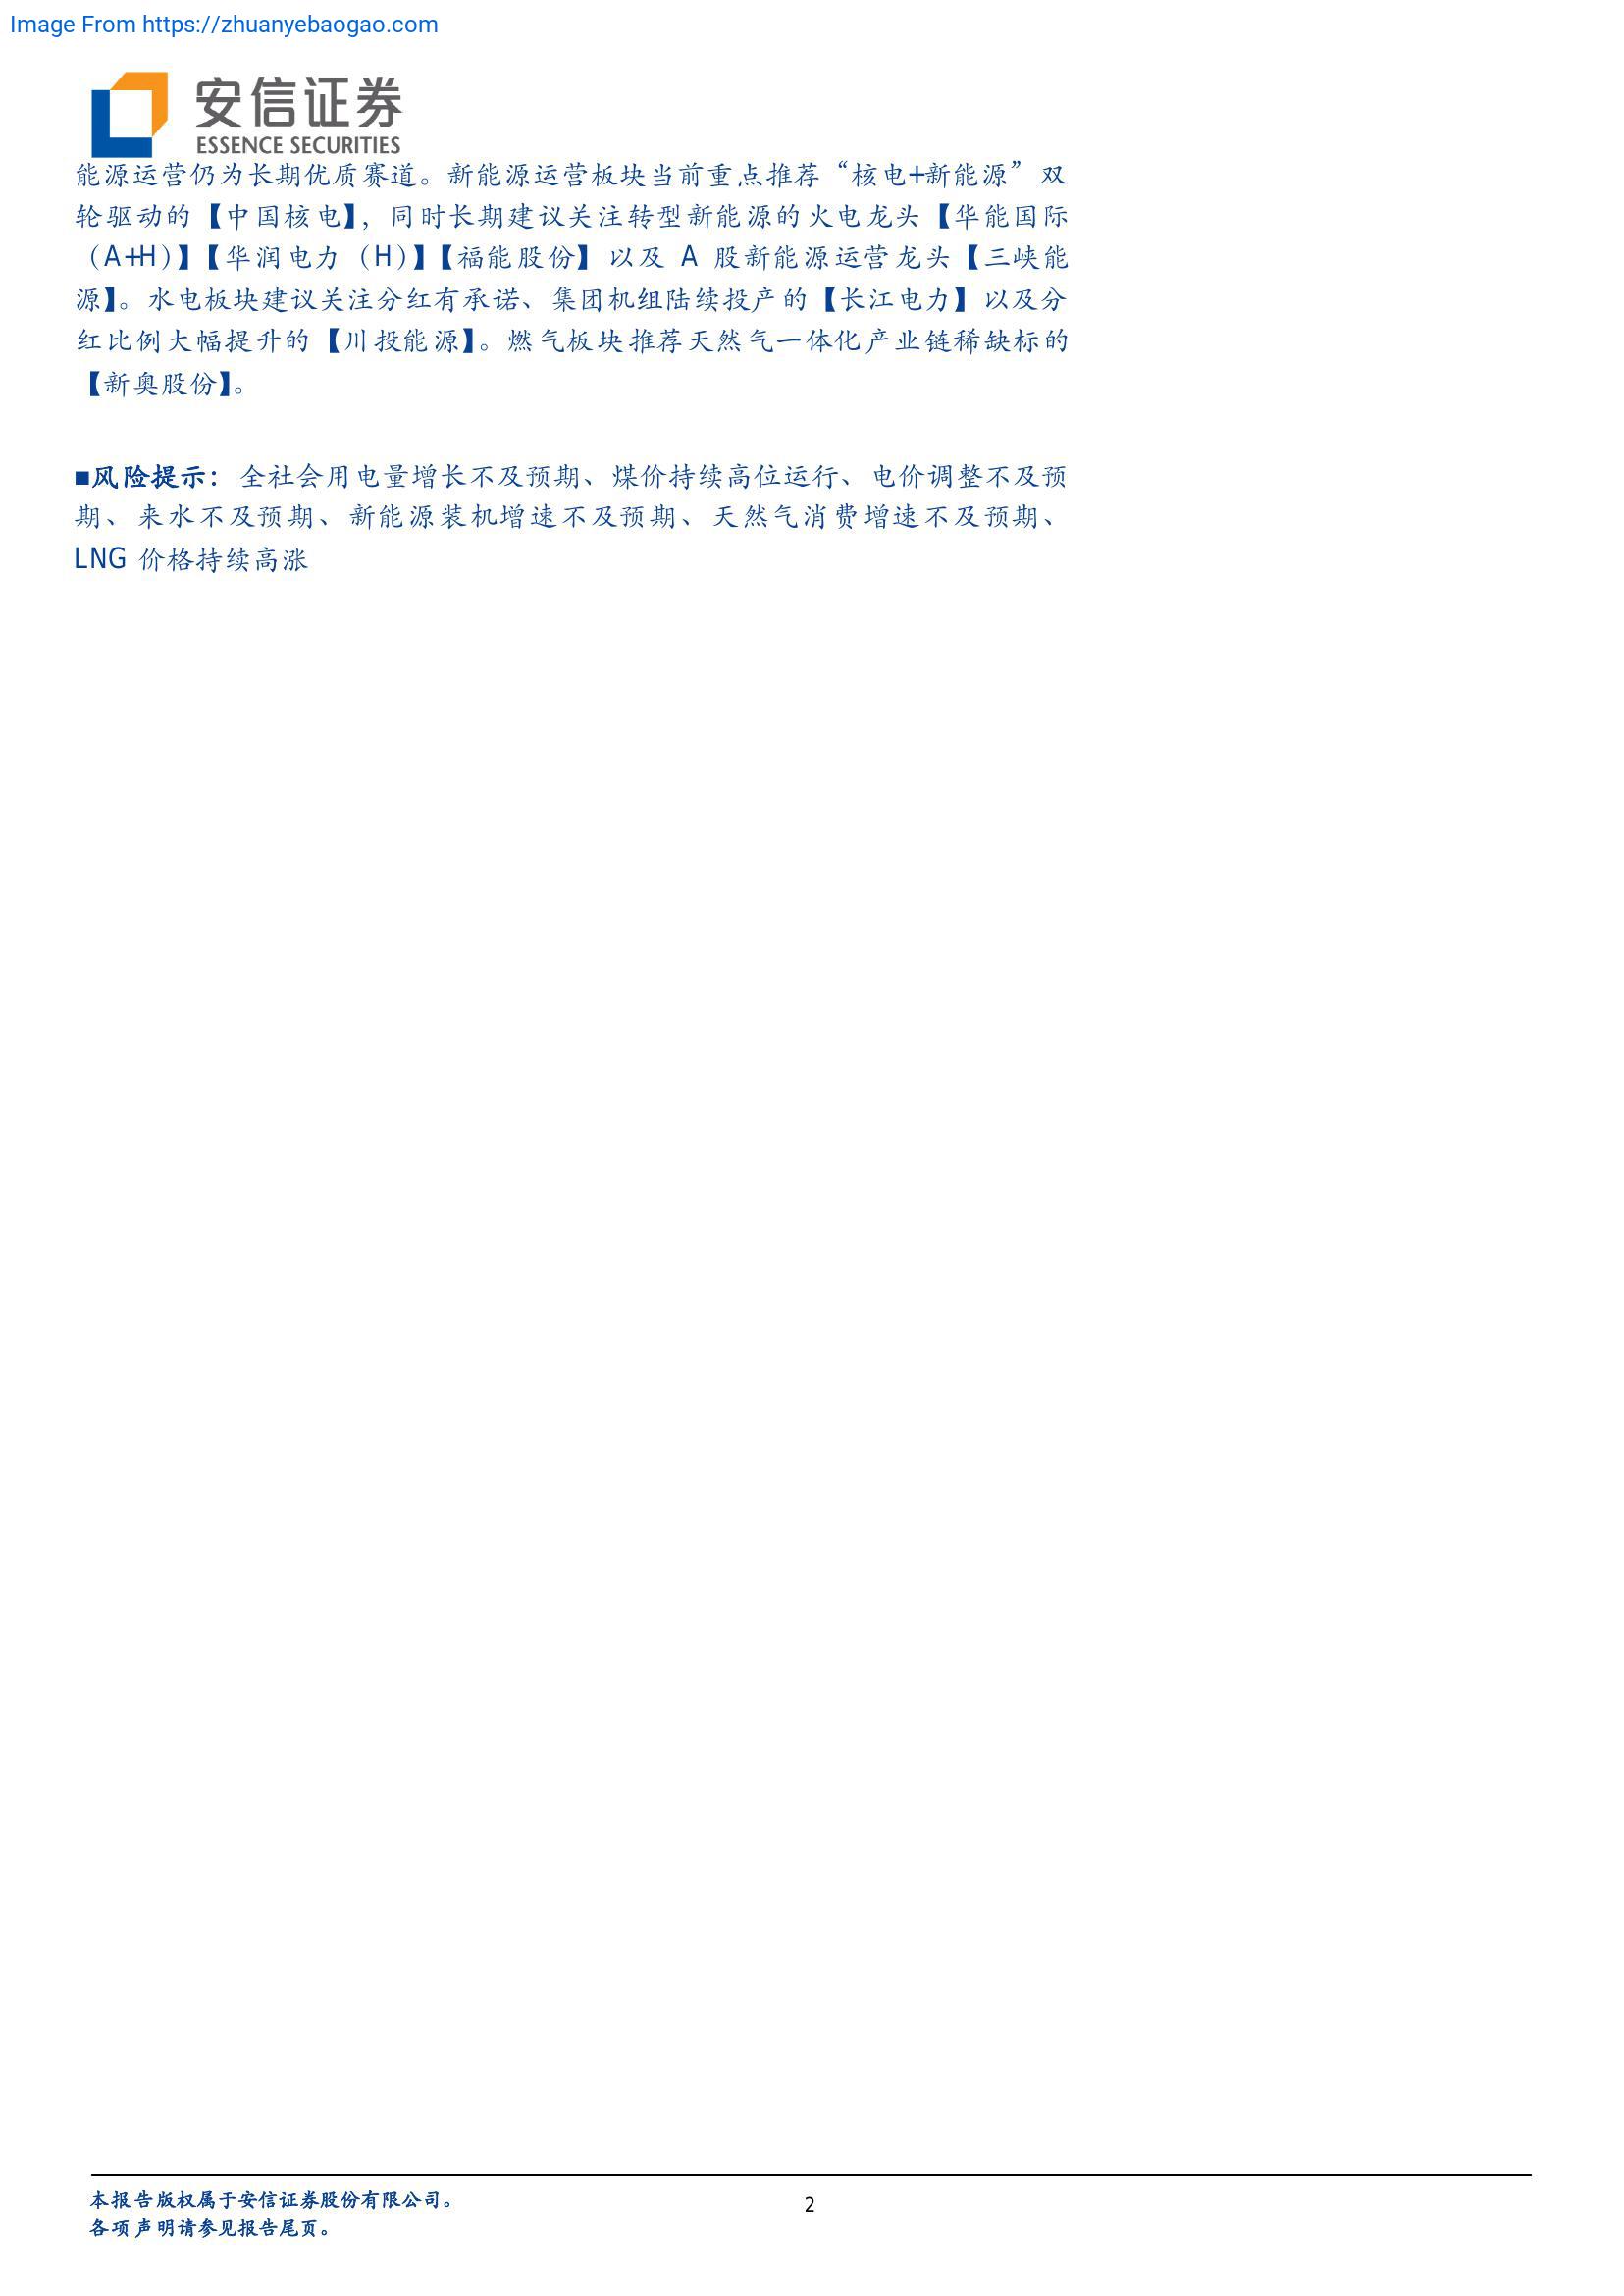 Image From https://zhuanyebaogao.com
安信证券
ESSENCE SECURITIES
能源运营仍为长期优质赛道。新能源运营板块当前重点推荐“核电+新能源”双
轮驱动的【中国核电】，同时长期建议关注转型新能源的火电龙头【华能国际
（A+H）】【华润电力（H）】【福能股份】以及 A 股新能源运营龙头【三峡能
源】。水电板块建议关注分红有承诺、集团机组陆续投产的【长江电力】以及分
红比例大幅提升的【川投能源】。燃气板块推荐天然气一体化产业链稀缺标的
【新奥股份】。
■风险提示：全社会用电量增长不及预期、煤价持续高位运行、电价调整不及预
期、来水不及预期、新能源装机增速不及预期、天然气消费增速不及预期、
LNG 价格持续高涨
本报告版权属于安信证券股份有限公司。
2
各项声明请参见报告尾页。